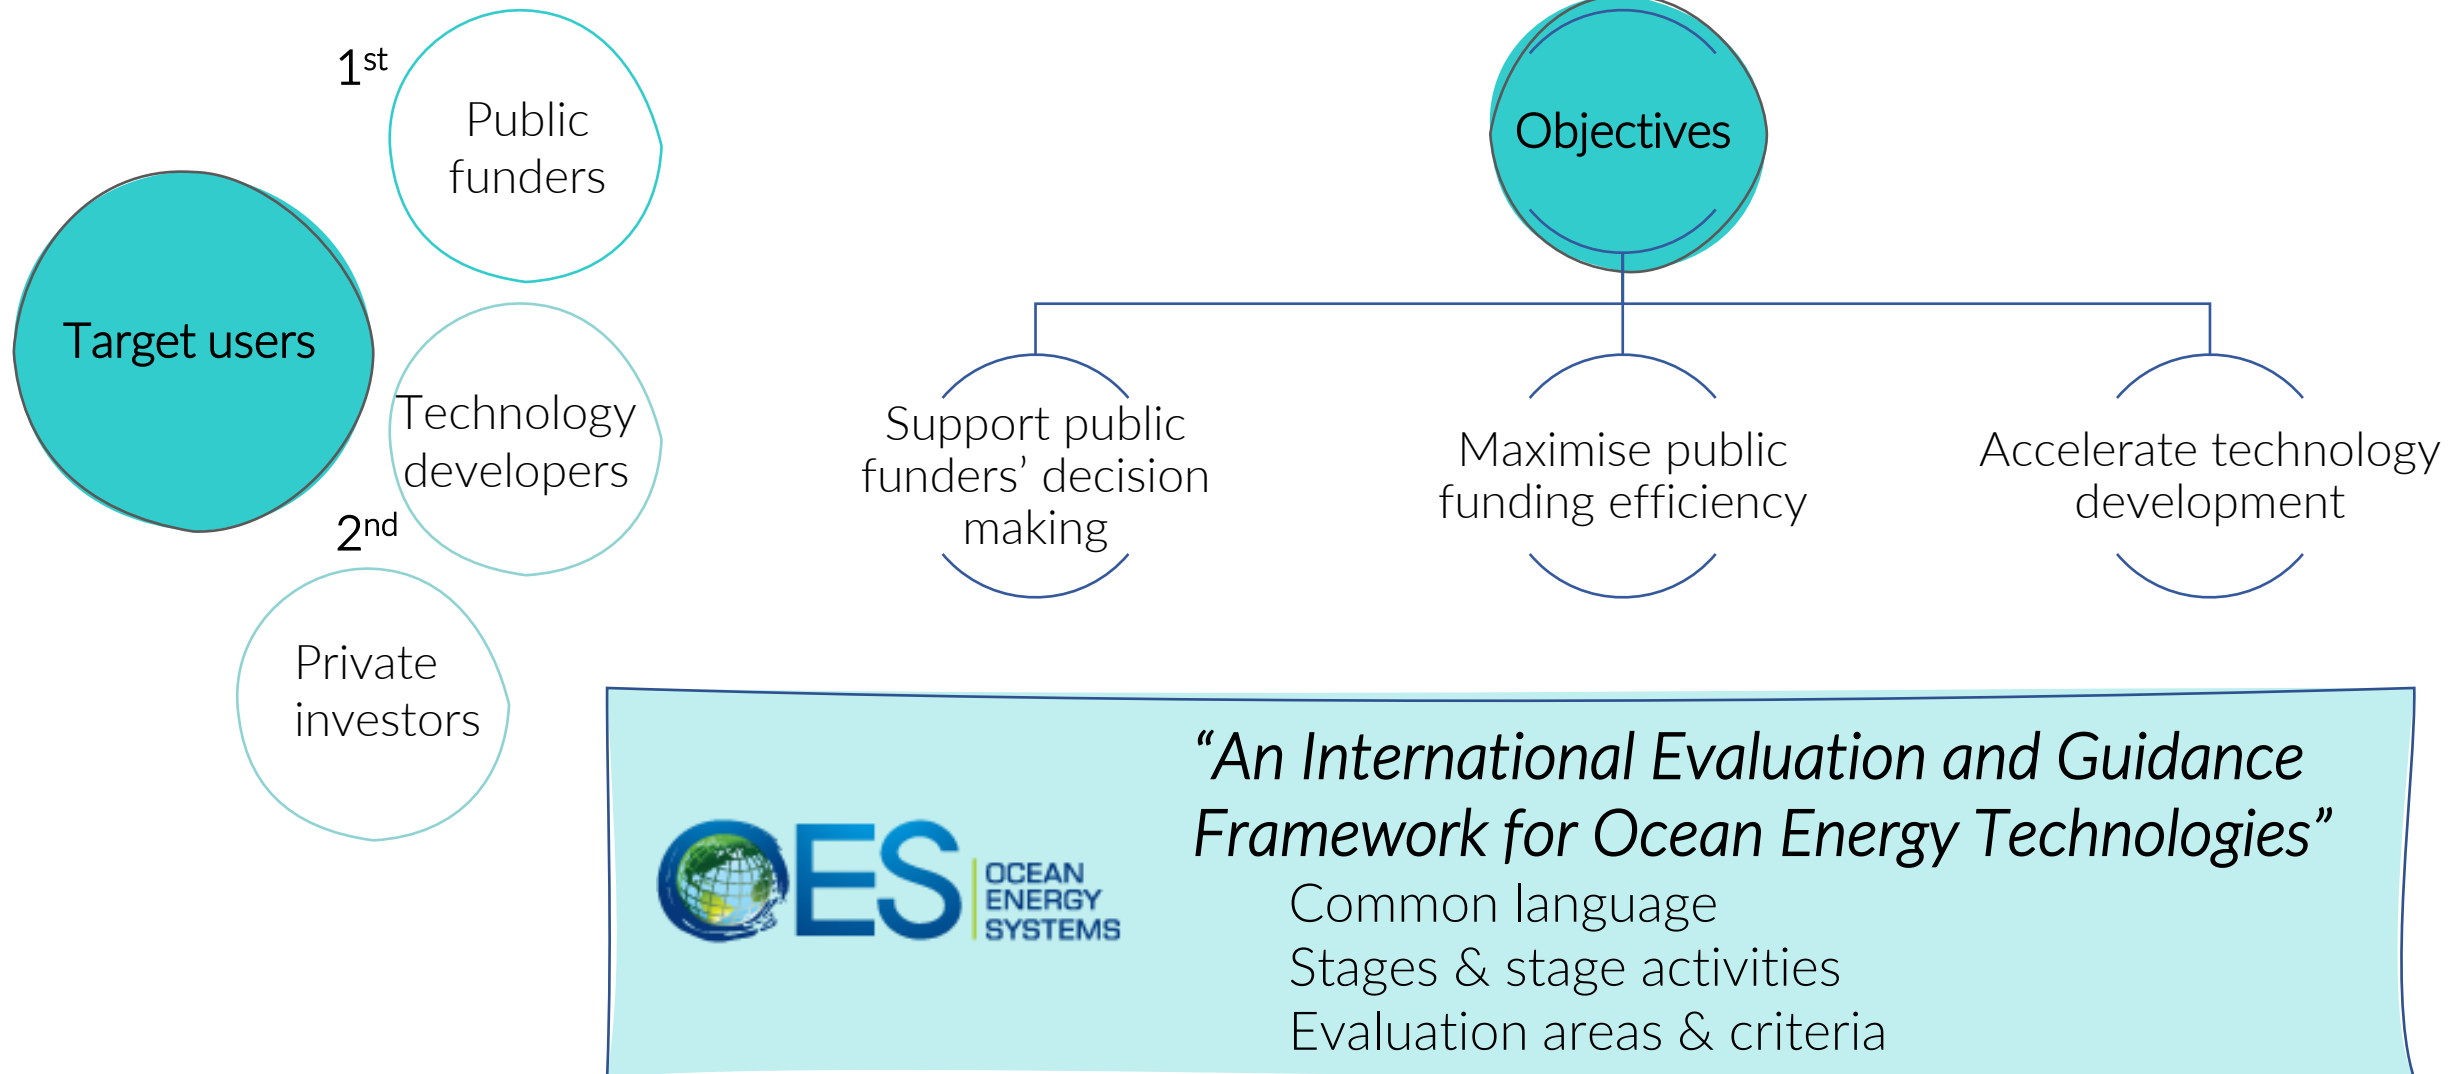 1st
Public
funders
Target users
Technology
developers
2nd
Private
investors
Objectives
Support public
funders’ decision
making
Maximise public
funding efficiency
Accelerate technology
development
OES
OCEAN
ENERGY
SYSTEMS
“An International Evaluation and Guidance
Framework for Ocean Energy Technologies”
Common language
Stages & stage activities
Evaluation areas & criteria